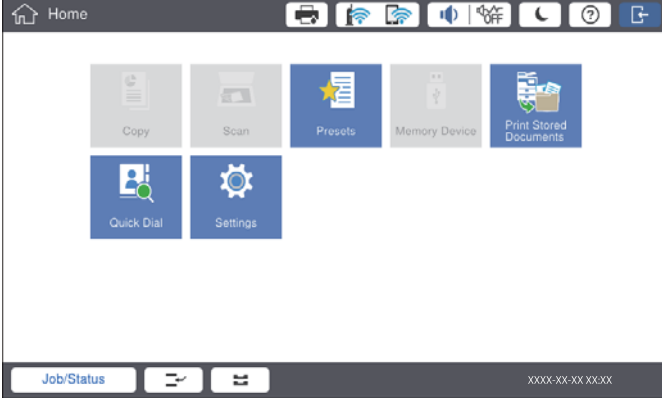 Home
OFF
?
Copy
Scan
Presets
Memory Device
Print Stored
Documents
Quick Dial
Settings
Job/Status
XXXX-XX-XX XX:XX